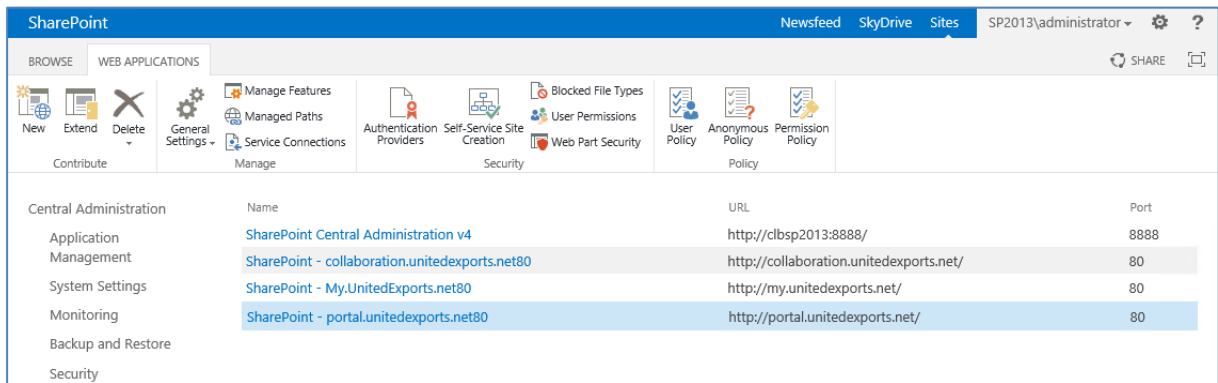 SharePoint
Newsfeed SkyDrive Sites SP2013\administrator ?
BROWSE WEB APPLICATIONS
SHARE
New
Extend
Delete
Contribute
General
Settings
Manage Features
Managed Paths
Service Connections
Manage
Authentication
Providers
Self-Service Site
Creation
Blocked File Types
User Permissions
Web Part Security
Security
User
Policy
Anonymous
Policy
Permission
Policy
Policy
Central Administration
Application
Management
System Settings
Monitoring
Backup and Restore
Security
Name URL Port
SharePoint Central Administration v4 http://clbsp2013:8888/ 8888
SharePoint - collaboration.unitedexports.net80 http://collaboration.unitedexports.net/ 80
SharePoint - My.UnitedExports.net80 http://my.unitedexports.net/ 80
SharePoint - portal.unitedexports.net80 http://portal.unitedexports.net/ 80